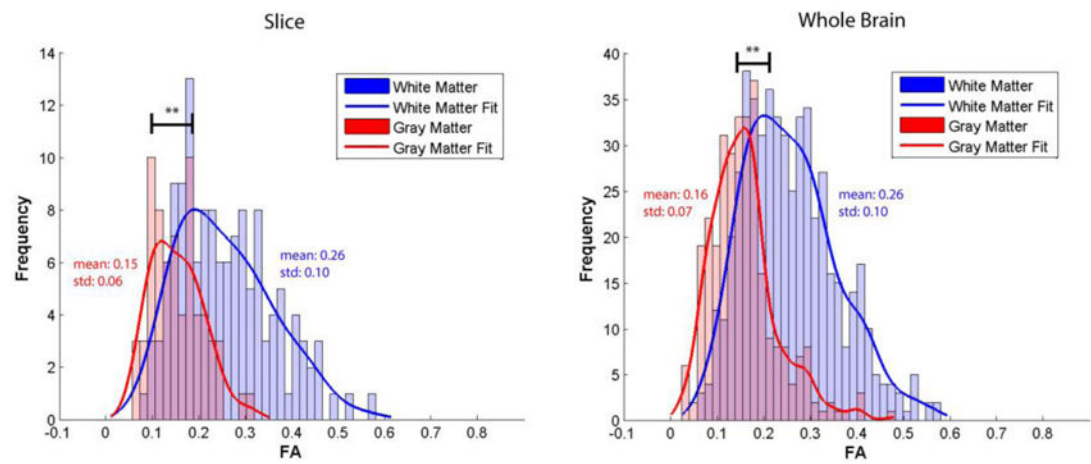 Slice
14
12
10
8
6
4
2
0
-0.1 0 0.1 0.2 0.3 0.4 0.5 0.6 0.7 0.8
Frequency
FA
**
White Matter
White Matter Fit
Gray Matter
Gray Matter Fit
mean: 0.15
std: 0.06
mean: 0.26
std: 0.10
Whole Brain
40
35
30
25
20
15
10
5
0
-0.1 0 0.1 0.2 0.3 0.4 0.5 0.6 0.7 0.8
Frequency
FA
**
White Matter
White Matter Fit
Gray Matter
Gray Matter Fit
mean: 0.16
std: 0.07
mean: 0.26
std: 0.10